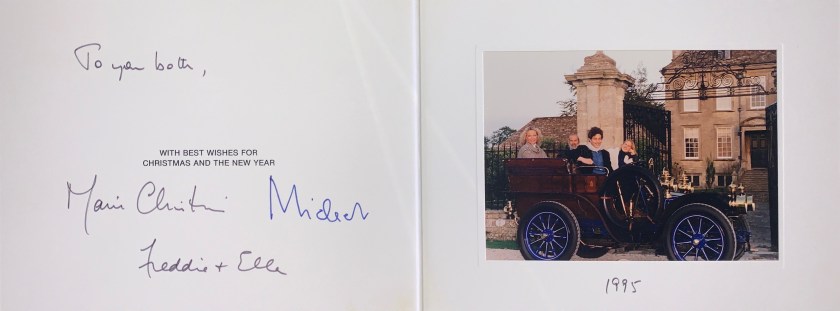 To you both,
WITH BEST WISHES FOR
CHRISTMAS AND THE NEW YEAR
Marie Christine Michael
Freddie + Ella
1995